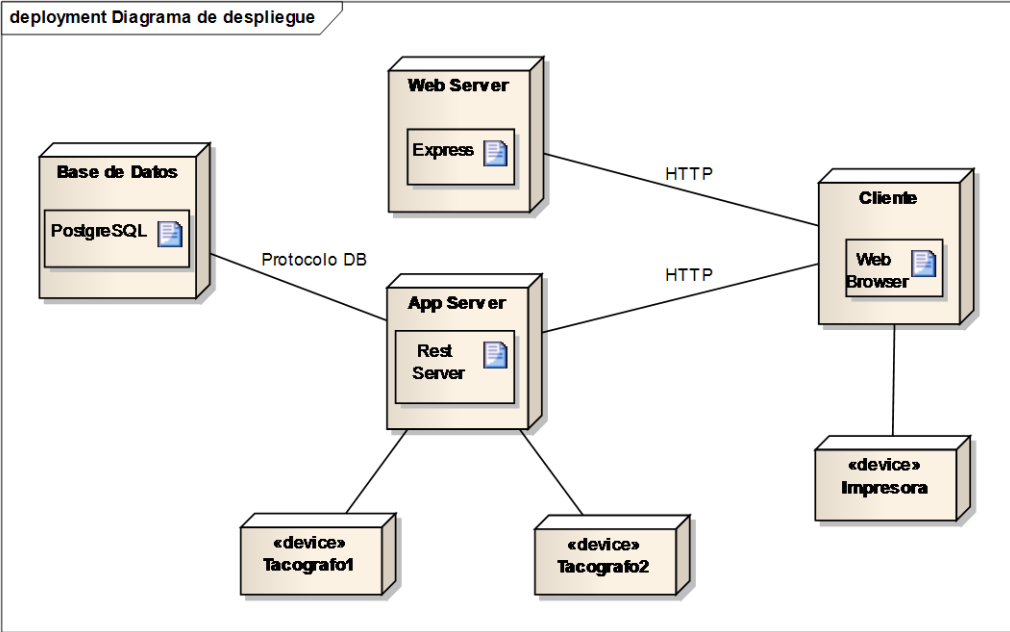 deployment Diagrama de despliegue
Web Server
Express
HTTP
Base de Datos
PostgreSQL
Protocolo DB
Cliente
Web
Browser
HTTP
App Server
Rest
Server
«device»
Impresora
«device»
Tacografo1
«device»
Tacografo2